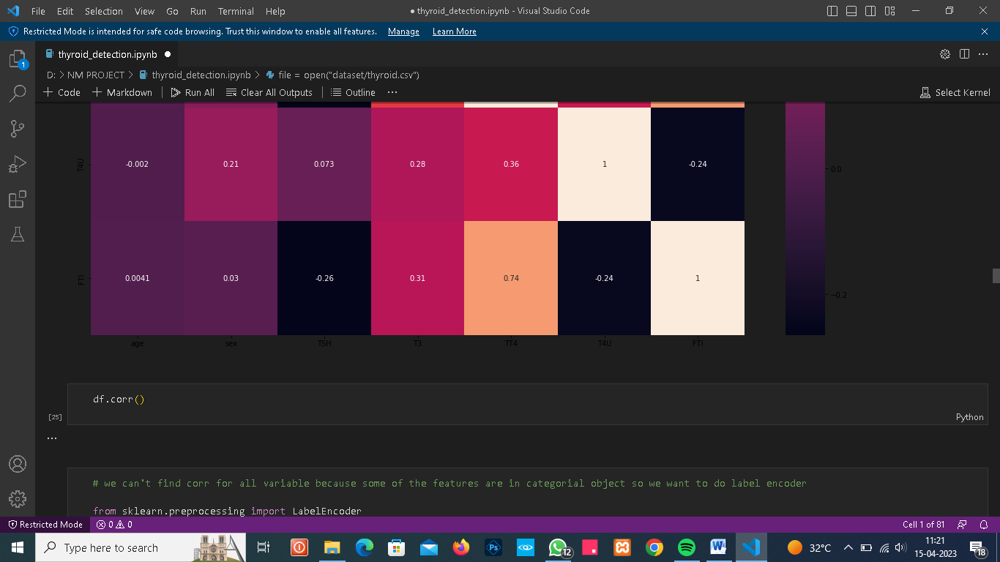 File Edit Selection View Go Run Terminal Help
● thyroid_detection.ipynb - Visual Studio Code
Restricted Mode is intended for safe code browsing. Trust this window to enable all features. Manage Learn More
1
thyroid_detection.ipynb
D: > NM PROJECT > thyroid_detection.ipynb > file = open("dataset/thyroid.csv")
+ Code + Markdown Run All Clear All Outputs Outline ... Select Kernel
T4U -0.002 0.21 0.073 0.28 0.36 1 -0.24
0.0
FTI 0.0041 0.03 -0.26 0.31 0.74 -0.24 1
-0.2
age sex TSH T3 TT4 T4U FTI
df.corr()
[25] Python
...
# we can't find corr for all variable because some of the features are in categorial object so we want to do label encoder
from sklearn.preprocessing import LabelEncoder
Restricted Mode 0 0 Cell 1 of 81
Type here to search
Ps
12
W
32°C
11:21
15-04-2023
18